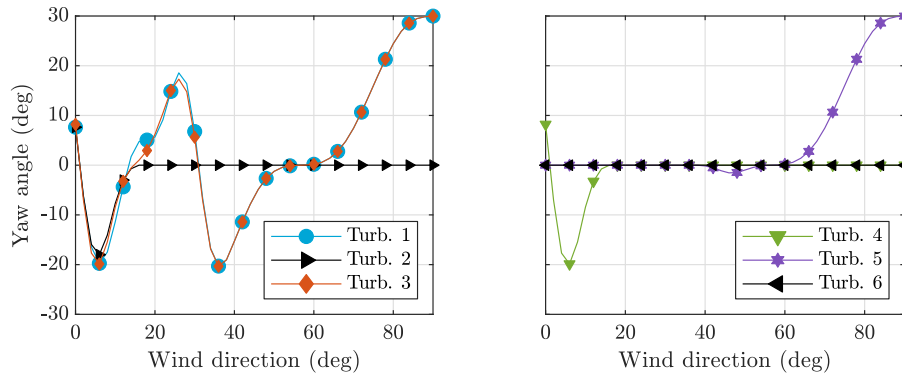 30
20
10
0
-10
-20
-30
Yaw angle (deg)
Turb. 1
Turb. 2
Turb. 3
0
20
40
60
80
Wind direction (deg)
Turb. 4
Turb. 5
Turb. 6
0
20
40
60
80
Wind direction (deg)